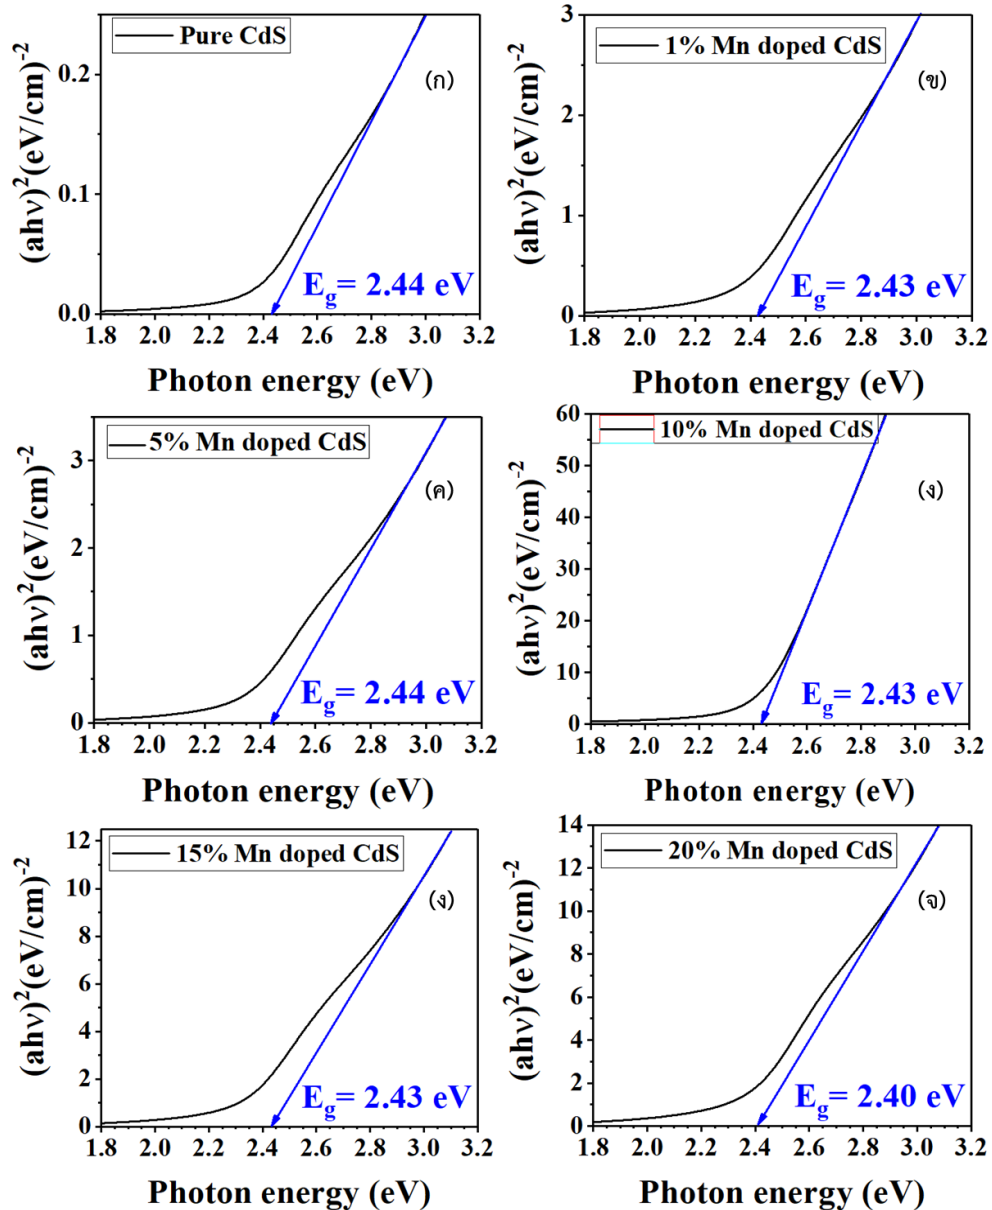 Pure CdS
(ก)
(ahν)²(eV/cm)⁻²
0.2
0.1
0.0
E_g= 2.44 eV
1.8 2.0 2.2 2.4 2.6 2.8 3.0 3.2
Photon energy (eV)
1% Mn doped CdS
(ข)
(ahν)²(eV/cm)⁻²
3
2
1
0
E_g= 2.43 eV
1.8 2.0 2.2 2.4 2.6 2.8 3.0 3.2
Photon energy (eV)
5% Mn doped CdS
(ค)
(ahν)²(eV/cm)⁻²
3
2
1
0
E_g= 2.44 eV
1.8 2.0 2.2 2.4 2.6 2.8 3.0 3.2
Photon energy (eV)
10% Mn doped CdS
(ง)
(ahν)²(eV/cm)⁻²
60
50
40
30
20
10
0
E_g= 2.43 eV
1.8 2.0 2.2 2.4 2.6 2.8 3.0 3.2
Photon energy (eV)
15% Mn doped CdS
(ง)
(ahν)²(eV/cm)⁻²
12
10
8
6
4
2
0
E_g= 2.43 eV
1.8 2.0 2.2 2.4 2.6 2.8 3.0 3.2
Photon energy (eV)
20% Mn doped CdS
(จ)
(ahν)²(eV/cm)⁻²
14
12
10
8
6
4
2
0
E_g= 2.40 eV
1.8 2.0 2.2 2.4 2.6 2.8 3.0 3.2
Photon energy (eV)